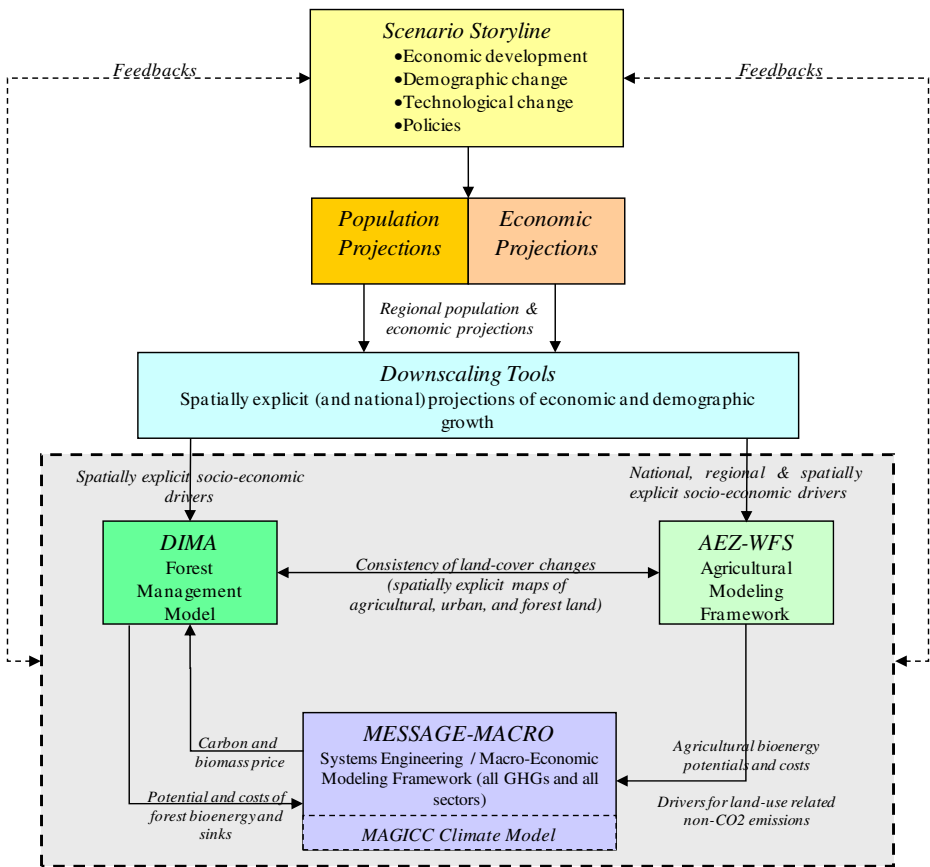 Scenario Storyline
•Economic development
•Demographic change
•Technological change
•Policies
Feedbacks
Feedbacks
Population
Projections
Economic
Projections
Regional population &
economic projections
Downscaling Tools
Spatially explicit (and national) projections of economic and demographic
growth
Spatially explicit socio-economic
drivers
National, regional & spatially
explicit socio-economic drivers
DIMA
Forest
Management
Model
Consistency of land-cover changes
(spatially explicit maps of
agricultural, urban, and forest land)
AEZ-WFS
Agricultural
Modeling
Framework
Carbon and
biomass price
Potential and costs of
forest bioenergy and
sinks
MESSAGE-MACRO
Systems Engineering / Macro-Economic
Modeling Framework (all GHGs and all
sectors)
MAGICC Climate Model
Agricultural bioenergy
potentials and costs
Drivers for land-use related
non-CO2 emissions